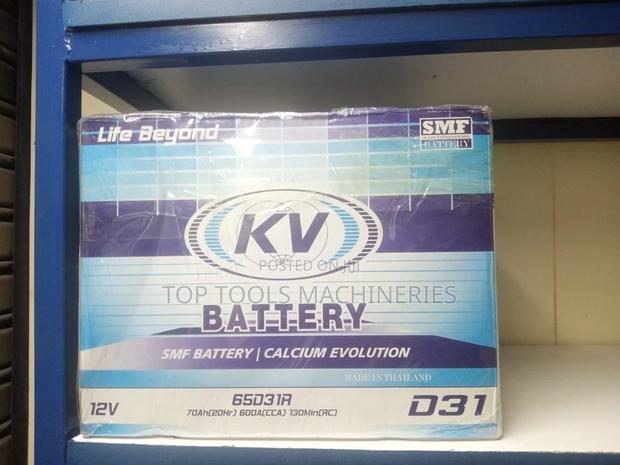 Life Beyond
SMF
BATTERY
KV
POSTED ON JIJI
TOP TOOLS MACHINERIES
BATTERY
SMF BATTERY | CALCIUM EVOLUTION
MADE IN THAILAND
12V
65D31R
70Ah(20Hr) 600A(CCA) 130Min(RC)
D31